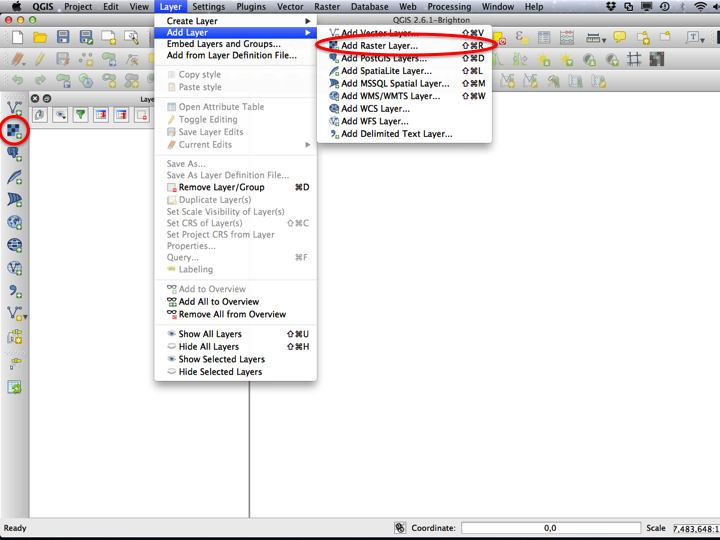 QGIS Project Edit View Layer Settings Plugins Vector Raster Database Web Processing Window Help
QGIS 2.6.1-Brighton
Create Layer
Add Layer
Embed Layers and Groups...
Add from Layer Definition File...
Copy style
Paste style
Open Attribute Table
Toggle Editing
Save Layer Edits
Current Edits
Save As...
Save As Layer Definition File...
Remove Layer/Group ⌘D
Duplicate Layer(s)
Set Scale Visibility of Layer(s)
Set CRS of Layer(s) ⇧⌘C
Set Project CRS from Layer
Properties...
Query... ⌘F
Labeling
Add to Overview
Add All to Overview
Remove All from Overview
Show All Layers ⇧⌘U
Hide All Layers ⇧⌘H
Show Selected Layers
Hide Selected Layers
Add Vector Layer... ⇧⌘V
Add Raster Layer... ⇧⌘R
Add PostGIS Layers... ⇧⌘D
Add SpatiaLite Layer... ⇧⌘L
Add MSSQL Spatial Layer... ⇧⌘M
Add WMS/WMTS Layer... ⇧⌘W
Add WCS Layer...
Add WFS Layer...
Add Delimited Text Layer...
Laye
Ready Coordinate: 0,0 Scale 7,483,648:1